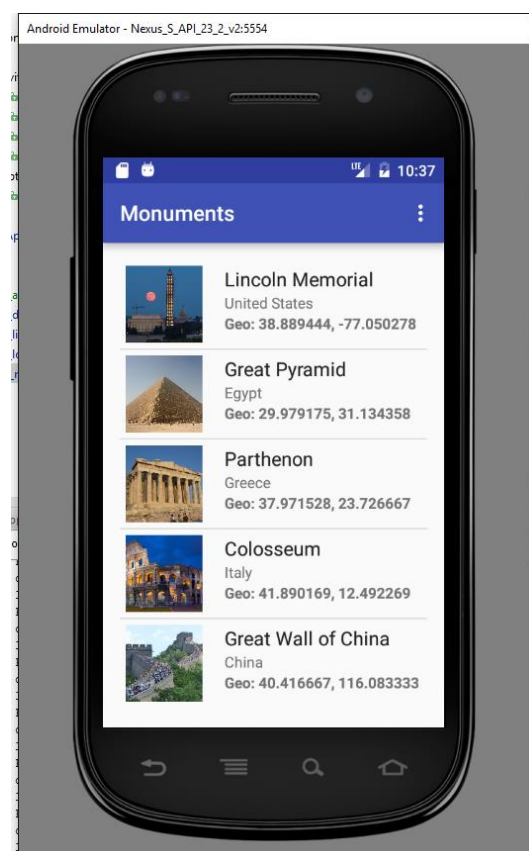 Android Emulator - Nexus_S_API_23_2_v2:5554
LTE 10:37
Monuments
Lincoln Memorial
United States
Geo: 38.889444, -77.050278
Great Pyramid
Egypt
Geo: 29.979175, 31.134358
Parthenon
Greece
Geo: 37.971528, 23.726667
Colosseum
Italy
Geo: 41.890169, 12.492269
Great Wall of China
China
Geo: 40.416667, 116.083333